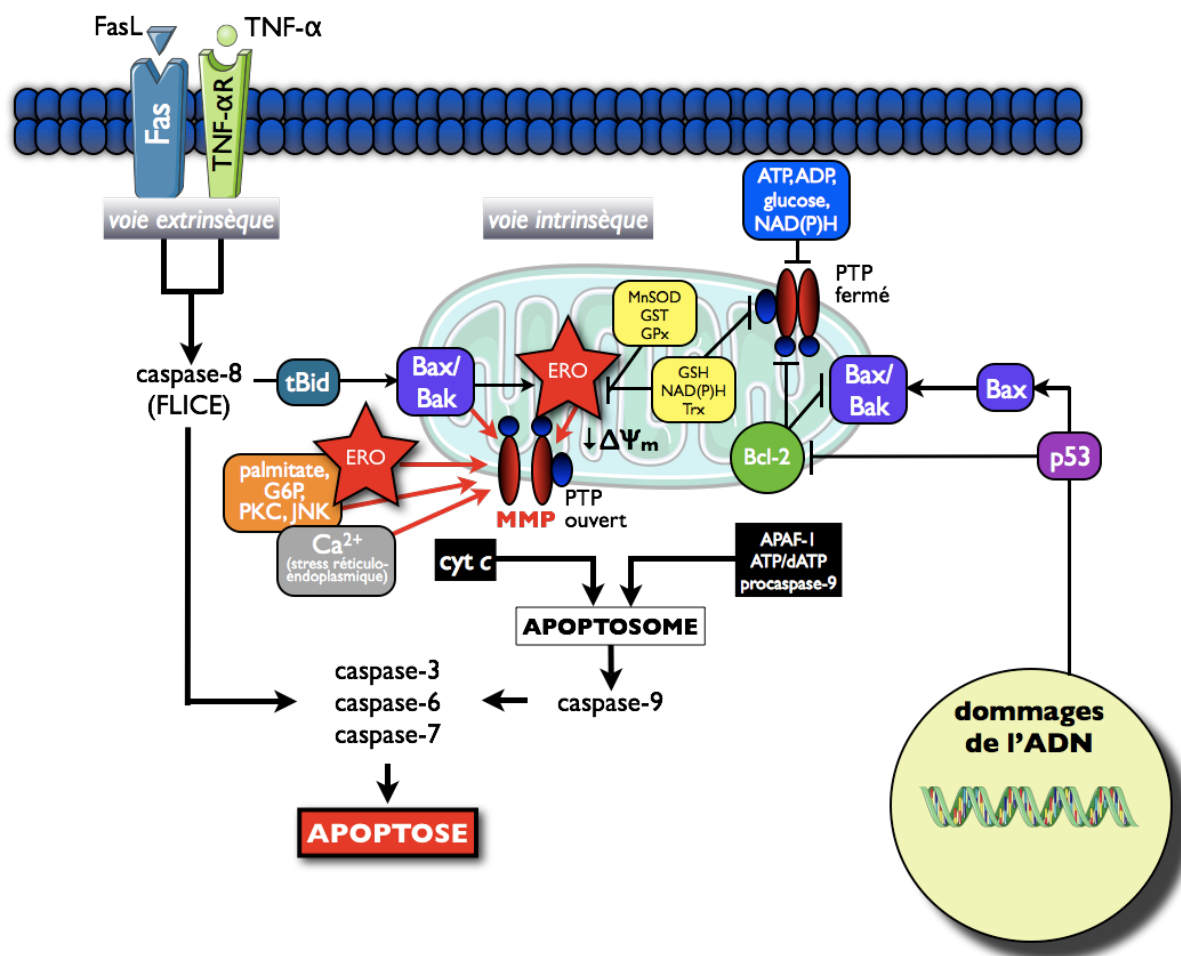 FasL
TNF-α
Fas
TNF-αR
voie extrinsèque
voie intrinsèque
ATP, ADP,
glucose,
NAD(P)H
PTP
fermé
MnSOD
GST
GPx
ERO
GSH
NAD(P)H
Trx
caspase-8
(FLICE)
tBid
Bax/
Bak
Bax/
Bak
Bax
p53
Bcl-2
↓ΔΨm
ERO
palmitate,
G6P,
PKC, JNK
MMP
PTP
ouvert
Ca2+
(stress réticulo-
endoplasmique)
cyt c
APAF-1
ATP/dATP
procaspase-9
APOPTOSOME
caspase-3
caspase-6
caspase-7
caspase-9
dommages
de l'ADN
APOPTOSE